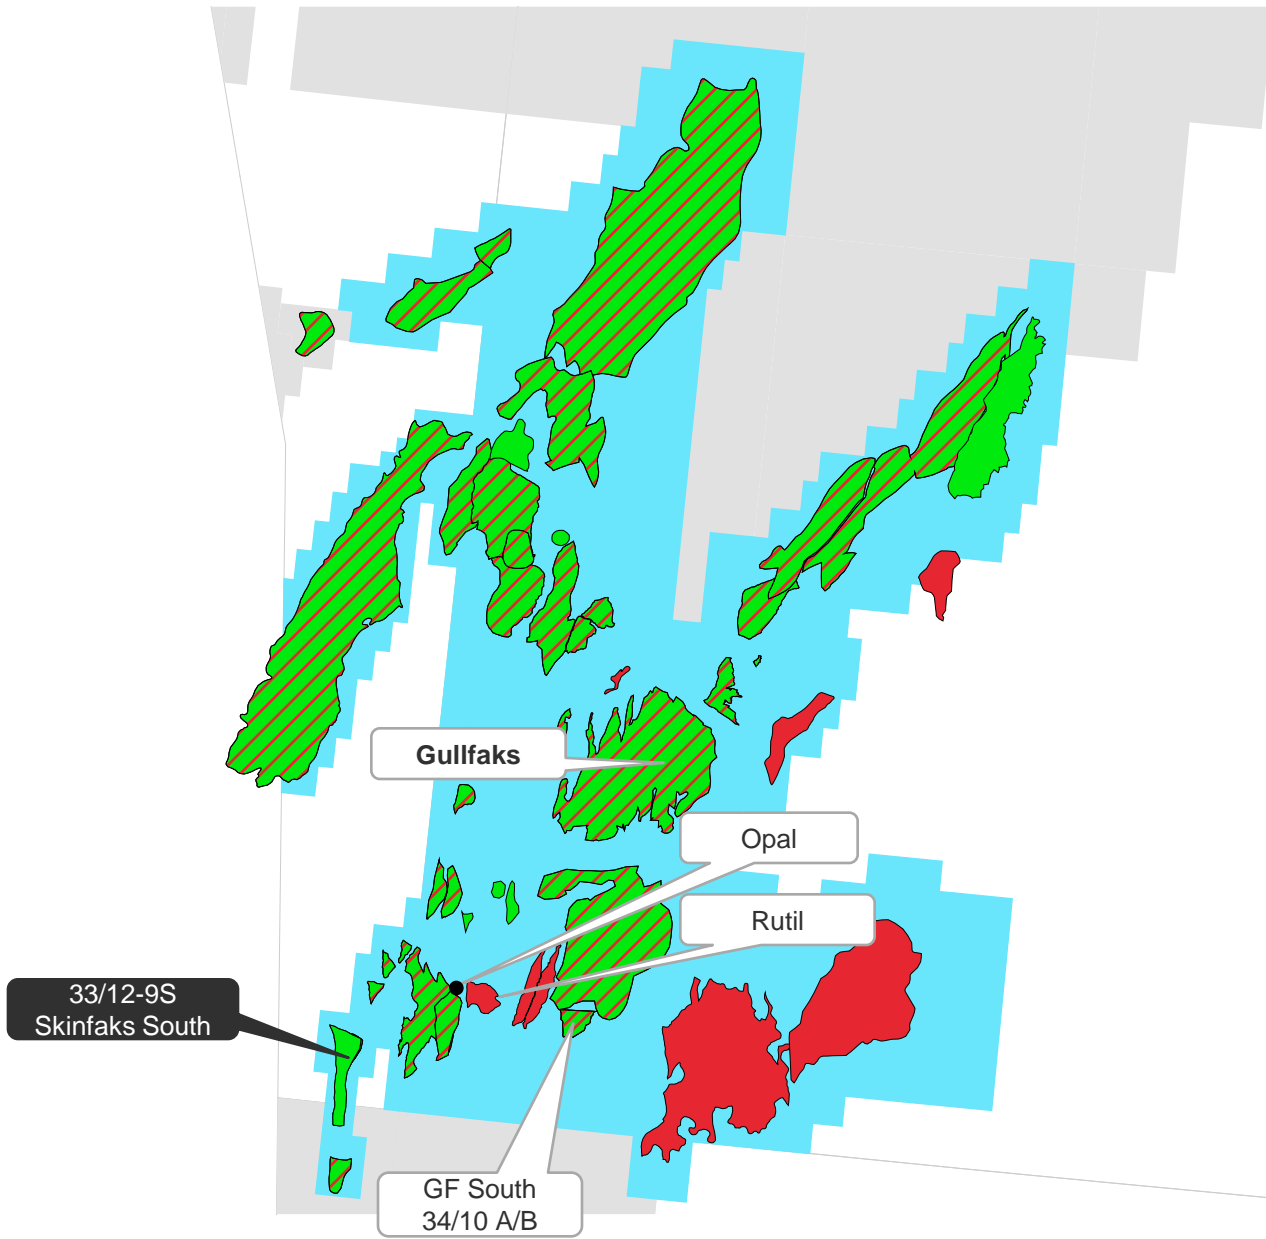 Gullfaks
Opal
Rutil
33/12-9S
Skinfaks South
GF South
34/10 A/B